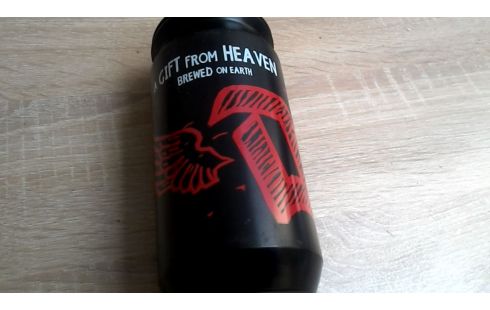 A GIFT FROM HEAVEN
BREWED ON EARTH